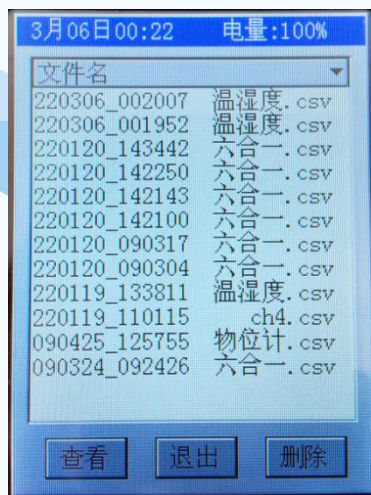 3月06日00:22 电量:100%
文件名
220306_002007 温湿度.csv
220306_001952 温湿度.csv
220120_143442 六合一.csv
220120_142250 六合一.csv
220120_142143 六合一.csv
220120_142100 六合一.csv
220120_090317 六合一.csv
220120_090304 六合一.csv
220119_133811 温湿度.csv
220119_110115 ch4.csv
090425_125755 物位计.csv
090324_092426 六合一.csv
查看 退出 删除